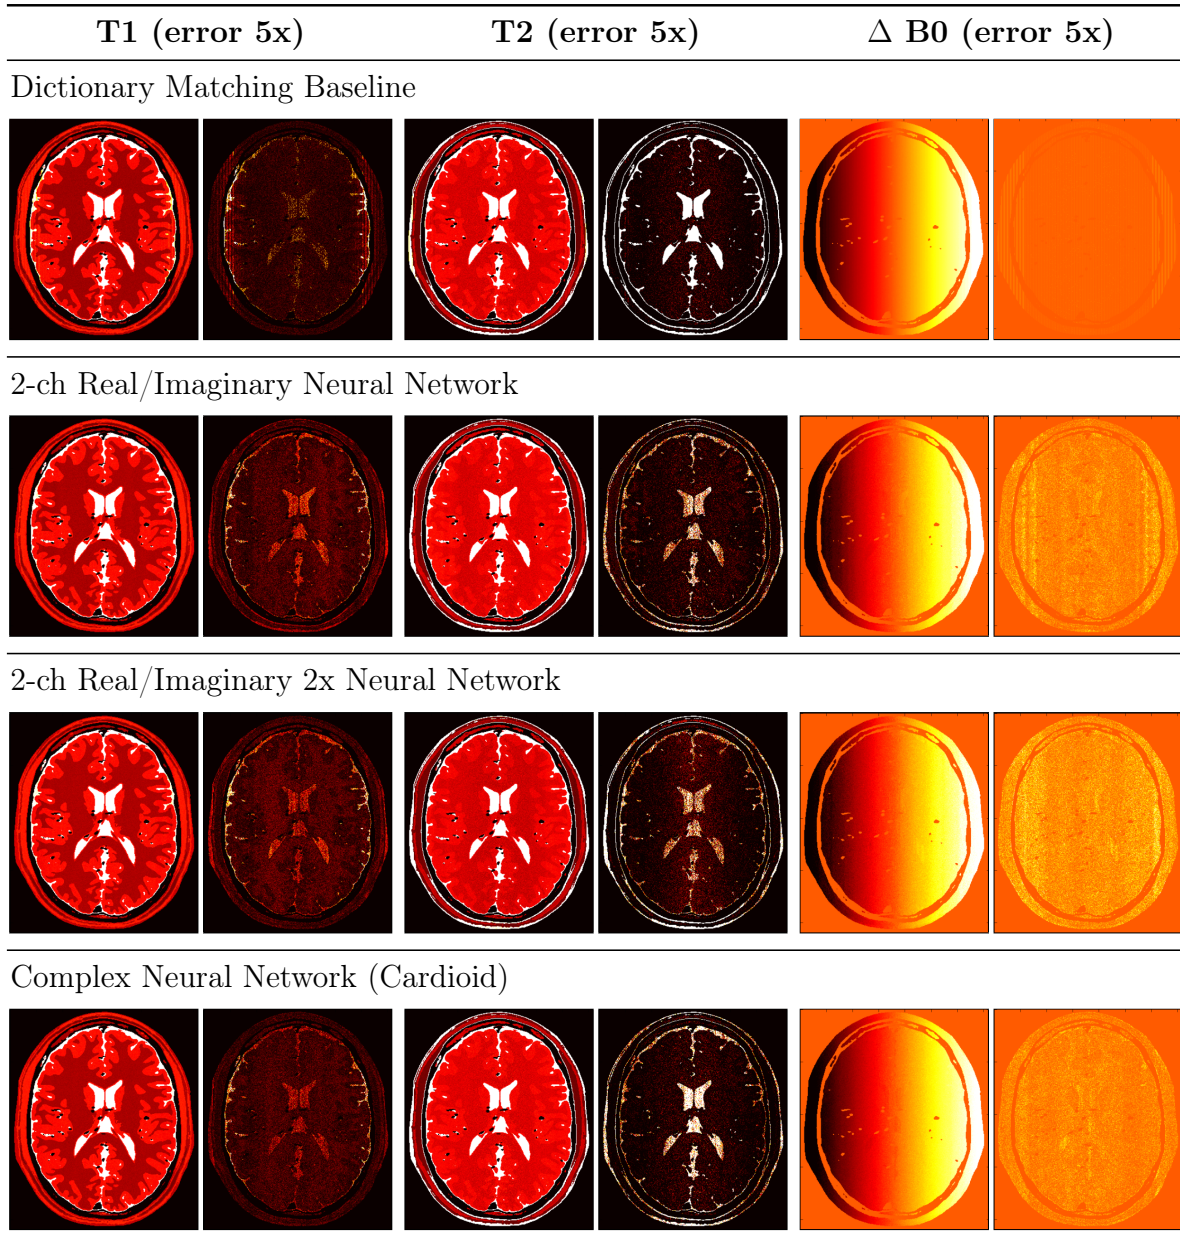 T1 (error 5x) T2 (error 5x) Δ B0 (error 5x)
Dictionary Matching Baseline
2-ch Real/Imaginary Neural Network
2-ch Real/Imaginary 2x Neural Network
Complex Neural Network (Cardioid)